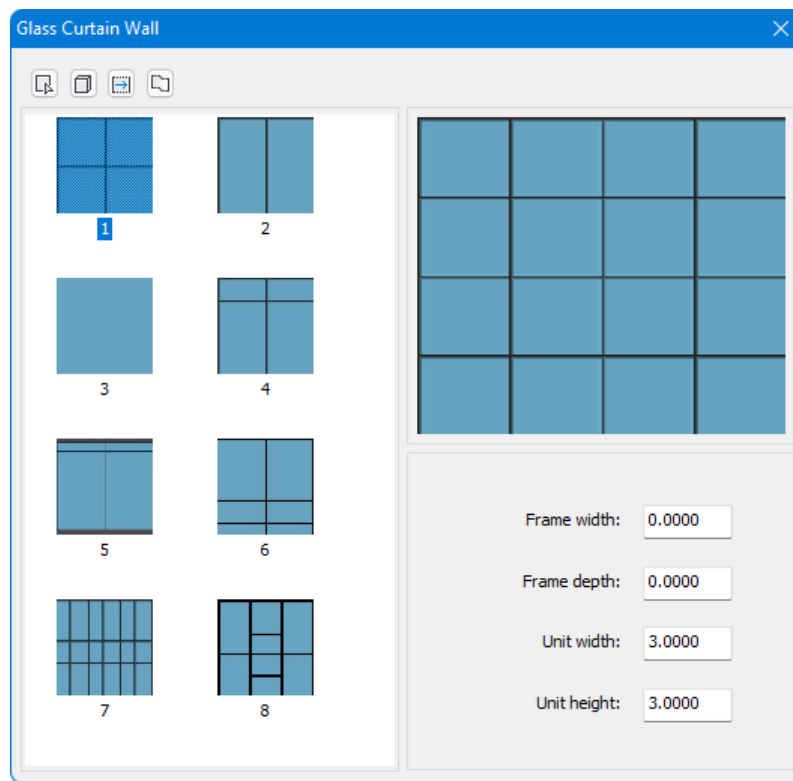 Glass Curtain Wall
1
2
3
4
5
6
7
8
Frame width: 0.0000
Frame depth: 0.0000
Unit width: 3.0000
Unit height: 3.0000